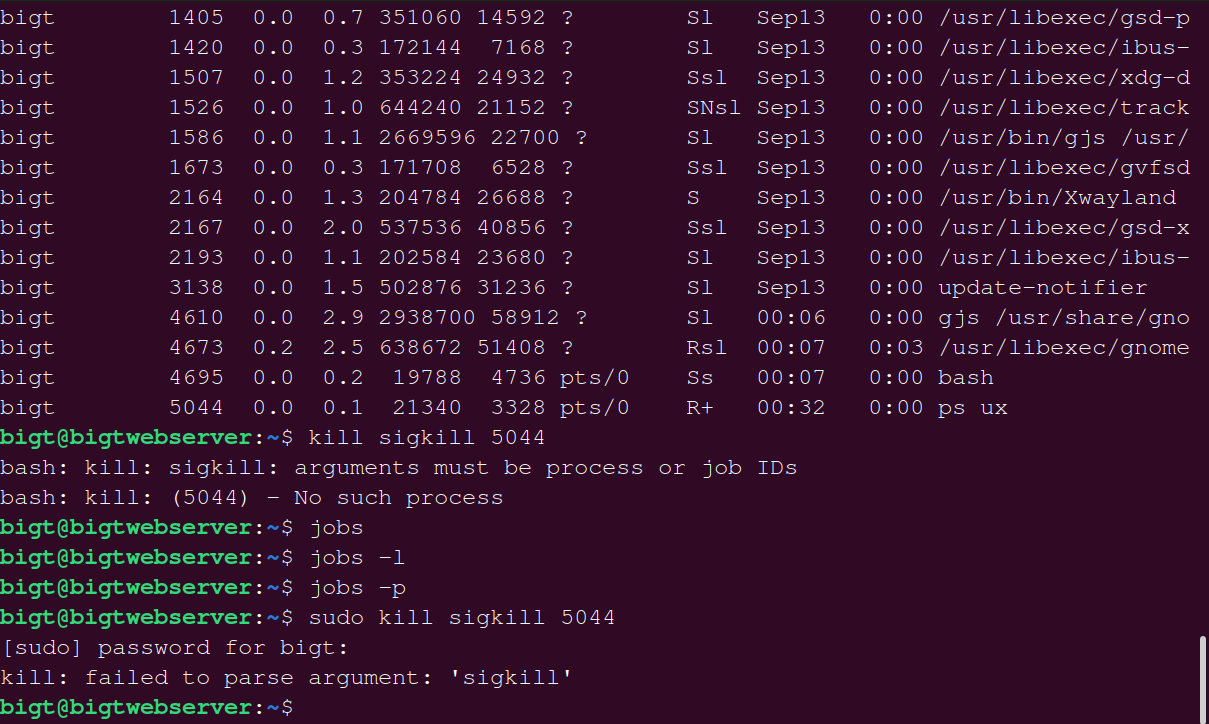 bigt 1405 0.0 0.7 351060 14592 ? Sl Sep13 0:00 /usr/libexec/gsd-p
bigt 1420 0.0 0.3 172144 7168 ? Sl Sep13 0:00 /usr/libexec/ibus-
bigt 1507 0.0 1.2 353224 24932 ? Ssl Sep13 0:00 /usr/libexec/xdg-d
bigt 1526 0.0 1.0 644240 21152 ? SNsl Sep13 0:00 /usr/libexec/track
bigt 1586 0.0 1.1 2669596 22700 ? Sl Sep13 0:00 /usr/bin/gjs /usr/
bigt 1673 0.0 0.3 171708 6528 ? Ssl Sep13 0:00 /usr/libexec/gvfsd
bigt 2164 0.0 1.3 204784 26688 ? S Sep13 0:00 /usr/bin/Xwayland
bigt 2167 0.0 2.0 537536 40856 ? Ssl Sep13 0:00 /usr/libexec/gsd-x
bigt 2193 0.0 1.1 202584 23680 ? Sl Sep13 0:00 /usr/libexec/ibus-
bigt 3138 0.0 1.5 502876 31236 ? Sl Sep13 0:00 update-notifier
bigt 4610 0.0 2.9 2938700 58912 ? Sl 00:06 0:00 gjs /usr/share/gno
bigt 4673 0.2 2.5 638672 51408 ? Rsl 00:07 0:03 /usr/libexec/gnome
bigt 4695 0.0 0.2 19788 4736 pts/0 Ss 00:07 0:00 bash
bigt 5044 0.0 0.1 21340 3328 pts/0 R+ 00:32 0:00 ps ux
bigt@bigtwebserver:~$ kill sigkill 5044
bash: kill: sigkill: arguments must be process or job IDs
bash: kill: (5044) - No such process
bigt@bigtwebserver:~$ jobs
bigt@bigtwebserver:~$ jobs -l
bigt@bigtwebserver:~$ jobs -p
bigt@bigtwebserver:~$ sudo kill sigkill 5044
[sudo] password for bigt:
kill: failed to parse argument: 'sigkill'
bigt@bigtwebserver:~$